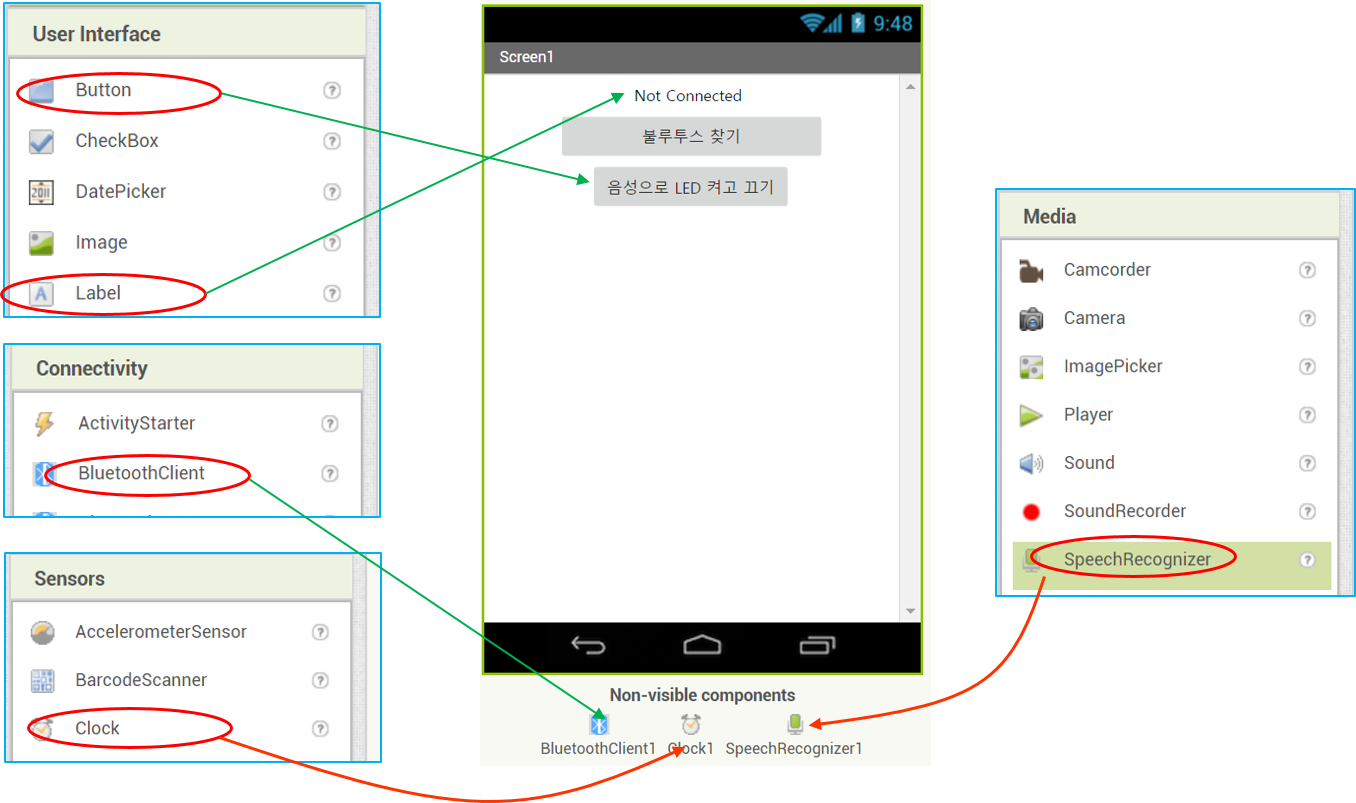 User Interface
Button
CheckBox
DatePicker
Image
Label
Connectivity
ActivityStarter
BluetoothClient
Sensors
AccelerometerSensor
BarcodeScanner
Clock
9:48
Screen1
Not Connected
불루투스 찾기
음성으로 LED 켜고 끄기
Non-visible components
BluetoothClient1 Clock1 SpeechRecognizer1
Media
Camcorder
Camera
ImagePicker
Player
Sound
SoundRecorder
SpeechRecognizer